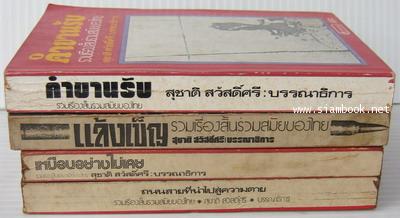 คำขานรับ
คำขานรับ สุชาติ สวัสดิ์ศรี : บรรณาธิการ
รวมเรื่องสั้นร่วมสมัยของไทย
www.siambook.net
แล้งเข็ญ รวมเรื่องสั้นร่วมสมัยของไทย
สุชาติ สวัสดิ์ศรี : บรรณาธิการ
เหมือนอย่างไม่เคย
สุชาติ สวัสดิ์ศรี : บรรณาธิการ
ถนนสายที่นำไปสู่ความตาย
รวมเรื่องสั้นร่วมสมัยของไทย • สุชาติ สวัสดิ์ศรี • บรรณาธิการ